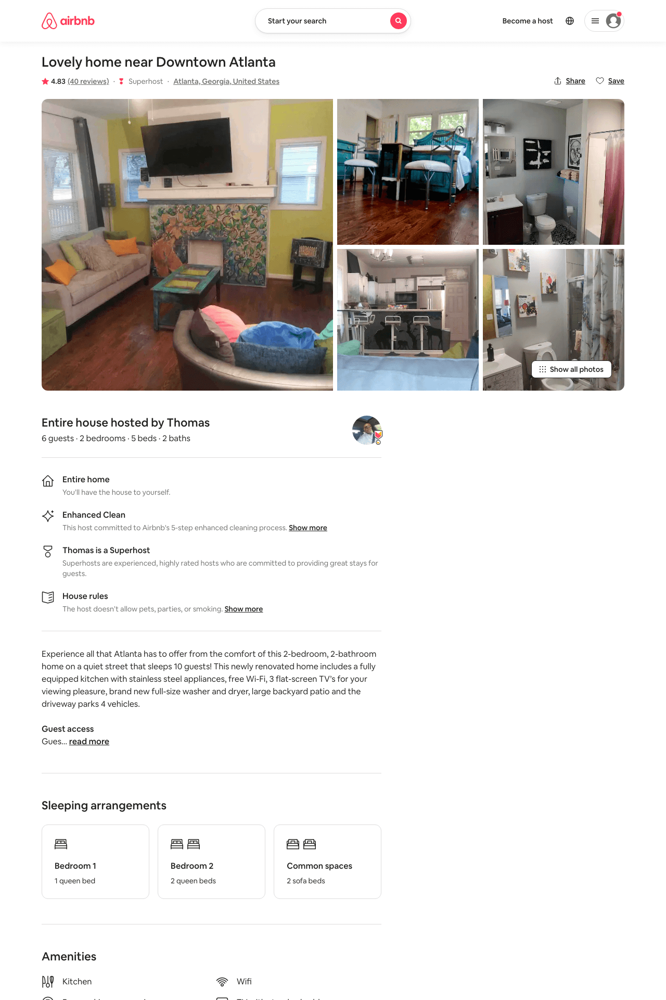 airbnb
Start your search
Become a host
Lovely home near Downtown Atlanta
4.83 (40 reviews) · Superhost · Atlanta, Georgia, United States
Share
Save
Show all photos
Entire house hosted by Thomas
6 guests · 2 bedrooms · 5 beds · 2 baths
Entire home
You’ll have the house to yourself.
Enhanced Clean
This host committed to Airbnb's 5-step enhanced cleaning process. Show more
Thomas is a Superhost
Superhosts are experienced, highly rated hosts who are committed to providing great stays for
guests.
House rules
The host doesn’t allow pets, parties, or smoking. Show more
Experience all that Atlanta has to offer from the comfort of this 2-bedroom, 2-bathroom
home on a quiet street that sleeps 10 guests! This newly renovated home includes a fully
equipped kitchen with stainless steel appliances, free Wi-Fi, 3 flat-screen TV’s for your
viewing pleasure, brand new full-size washer and dryer, large backyard patio and the
driveway parks 4 vehicles.
Guest access
Gues... read more
Sleeping arrangements
Bedroom 1
1 queen bed
Bedroom 2
2 queen beds
Common spaces
2 sofa beds
Amenities
Kitchen
Wifi